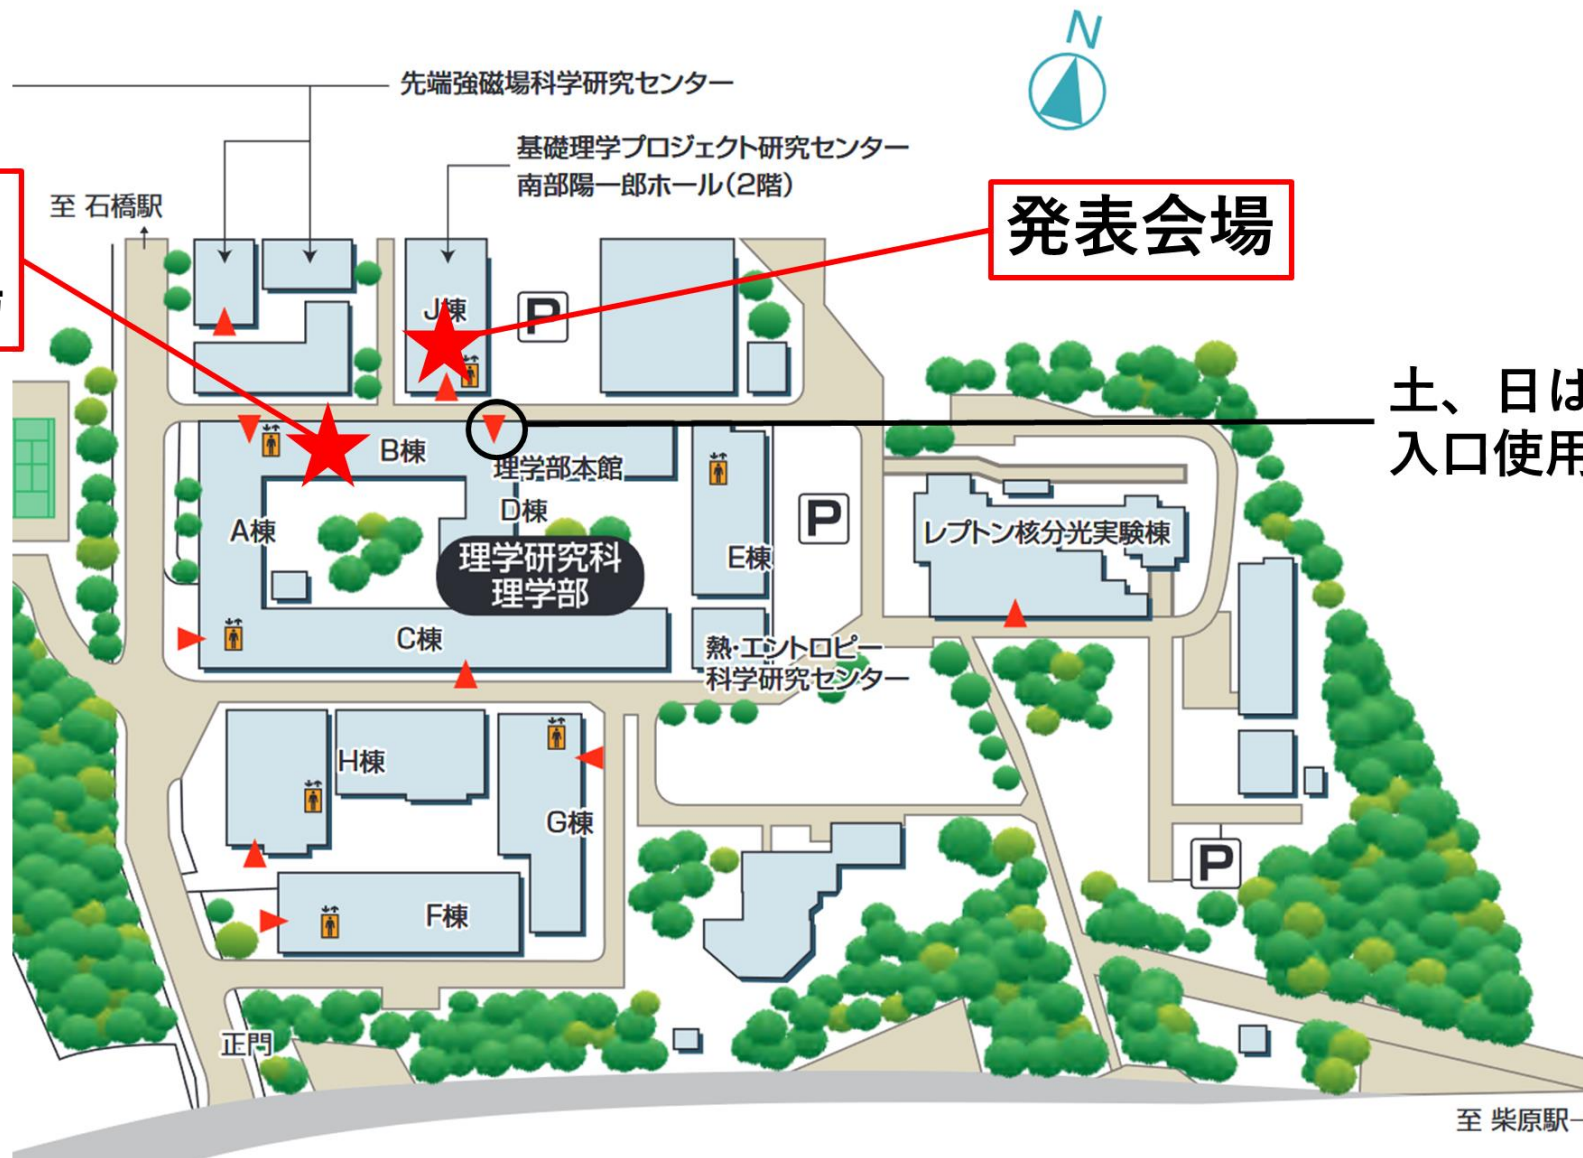 N
先端強磁場科学研究センター
基礎理学プロジェクト研究センター
南部陽一郎ホール(2階)
至 石橋駅
発表会場
J棟
P
土、日は
入口使用
B棟
理学部本館
D棟
A棟
P
レプトン核分光実験棟
理学研究科
理学部
E棟
C棟
熱・エントロピー
科学研究センター
H棟
G棟
P
F棟
正門
至 柴原駅